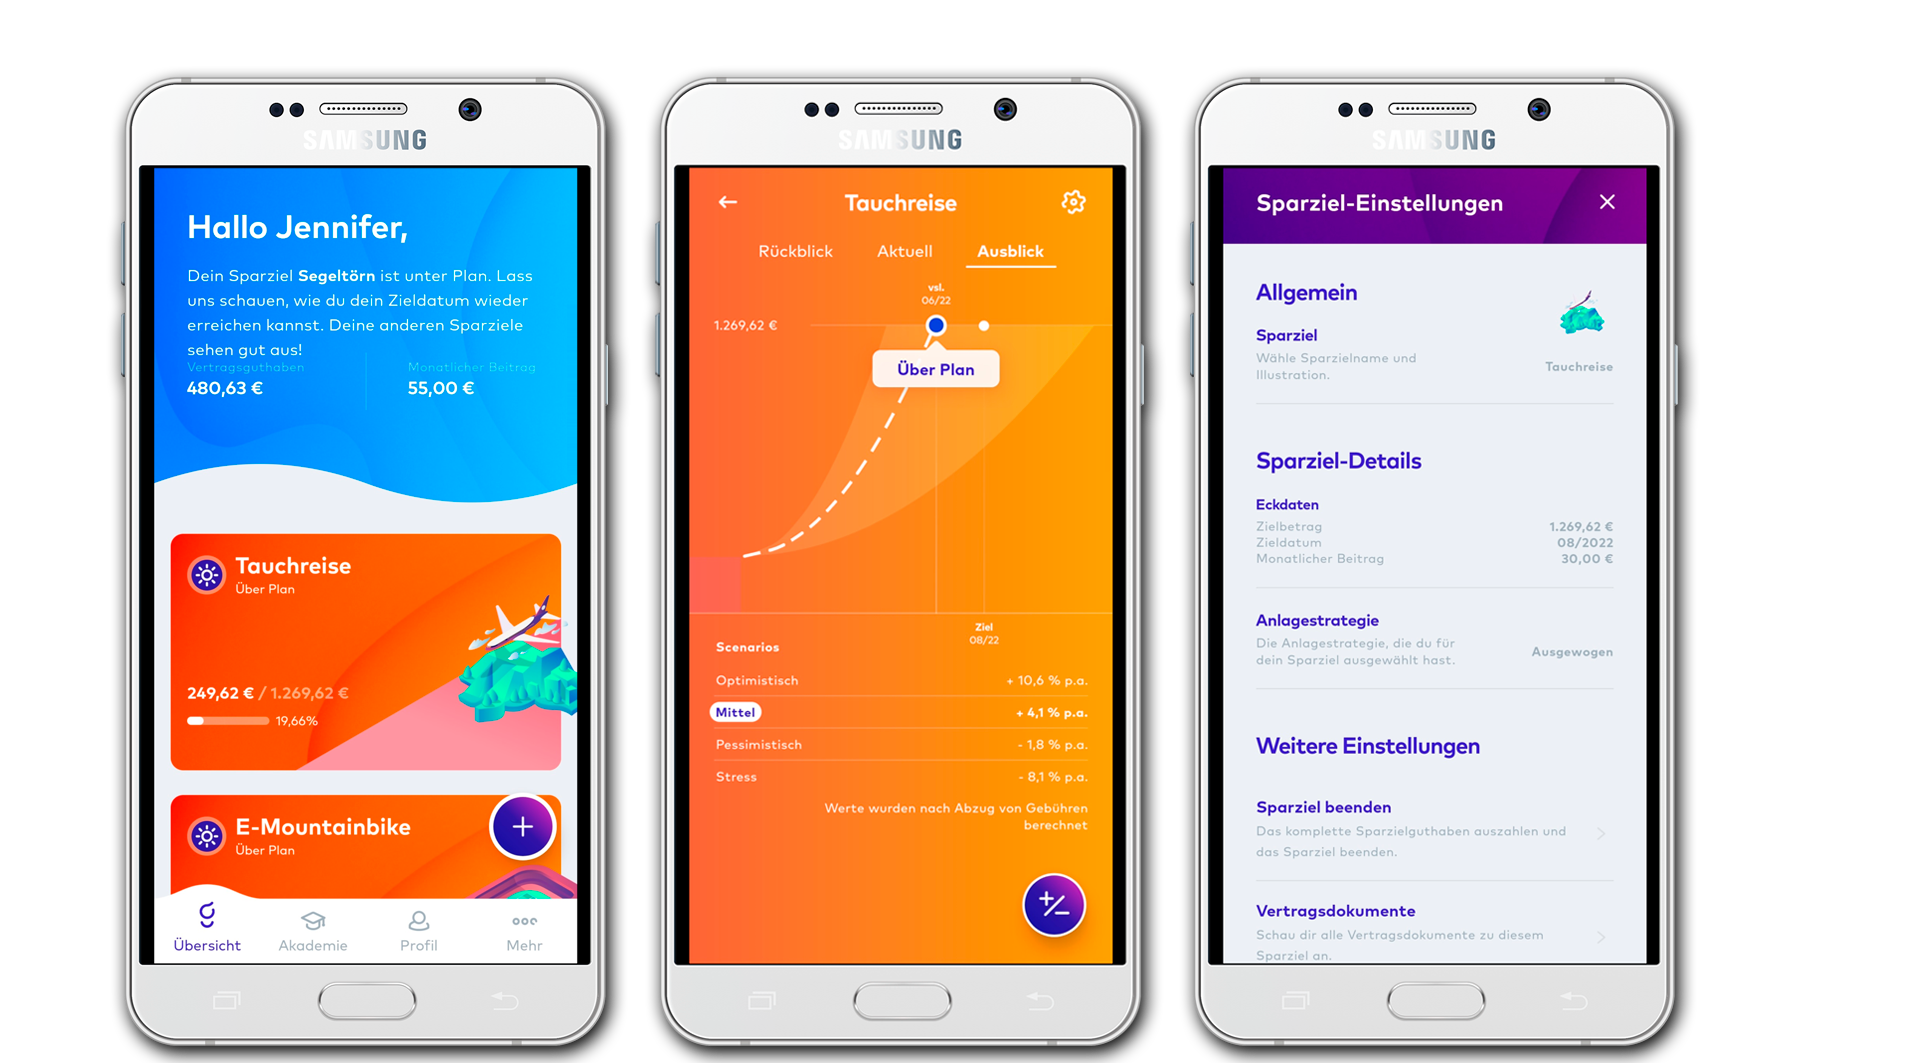 SAMSUNG
Hallo Jennifer,
Dein Sparziel Segeltörn ist unter Plan. Lass
uns schauen, wie du dein Zieldatum wieder
erreichen kannst. Deine anderen Sparziele
sehen gut aus!
Vertragsguthaben Monatlicher Beitrag
480,63 € 55,00 €
Tauchreise
Über Plan
249,62 € / 1.269,62 €
19,66%
E-Mountainbike
Über Plan
Übersicht Akademie Profil Mehr
SAMSUNG
Tauchreise
Rückblick Aktuell Ausblick
vsl.
06/22
1.269,62 €
Über Plan
Ziel
08/22
Scenarios
Optimistisch + 10,6 % p.a.
Mittel + 4,1 % p.a.
Pessimistisch - 1,8 % p.a.
Stress - 8,1 % p.a.
Werte wurden nach Abzug von Gebühren
berechnet
SAMSUNG
Sparziel-Einstellungen
Allgemein
Sparziel
Wähle Sparzielname und
Illustration.
Tauchreise
Sparziel-Details
Eckdaten
Zielbetrag 1.269,62 €
Zieldatum 08/2022
Monatlicher Beitrag 30,00 €
Anlagestrategie
Die Anlagestrategie, die du für
dein Sparziel ausgewählt hast.
Ausgewogen
Weitere Einstellungen
Sparziel beenden
Das komplette Sparzielguthaben auszahlen und
das Sparziel beenden.
Vertragsdokumente
Schau dir alle Vertragsdokumente zu diesem
Sparziel an.